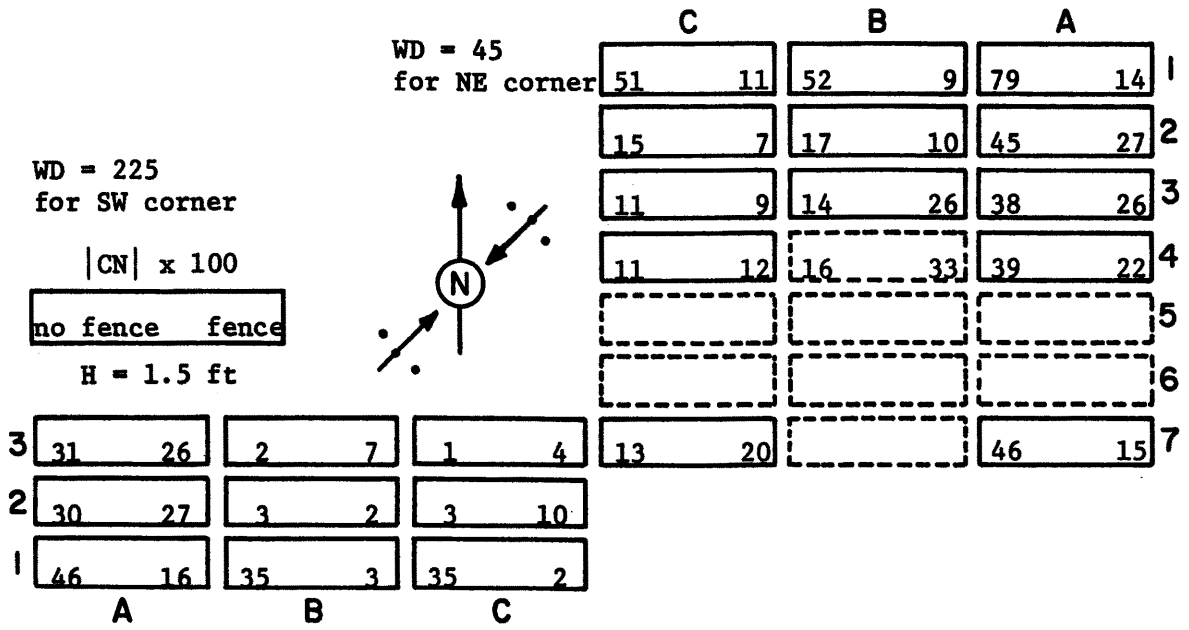 C B A
WD = 45
for NE corner
51 11 52 9 79 14 1
15 7 17 10 45 27 2
WD = 225
for SW corner
11 9 14 26 38 26 3
|CN| x 100
11 12 16 33 39 22 4
N
no fence fence
5
H = 1.5 ft
6
3 31 26 2 7 1 4
13 20 46 15 7
2 30 27 3 2 3 10
1 46 16 35 3 35 2
A B C